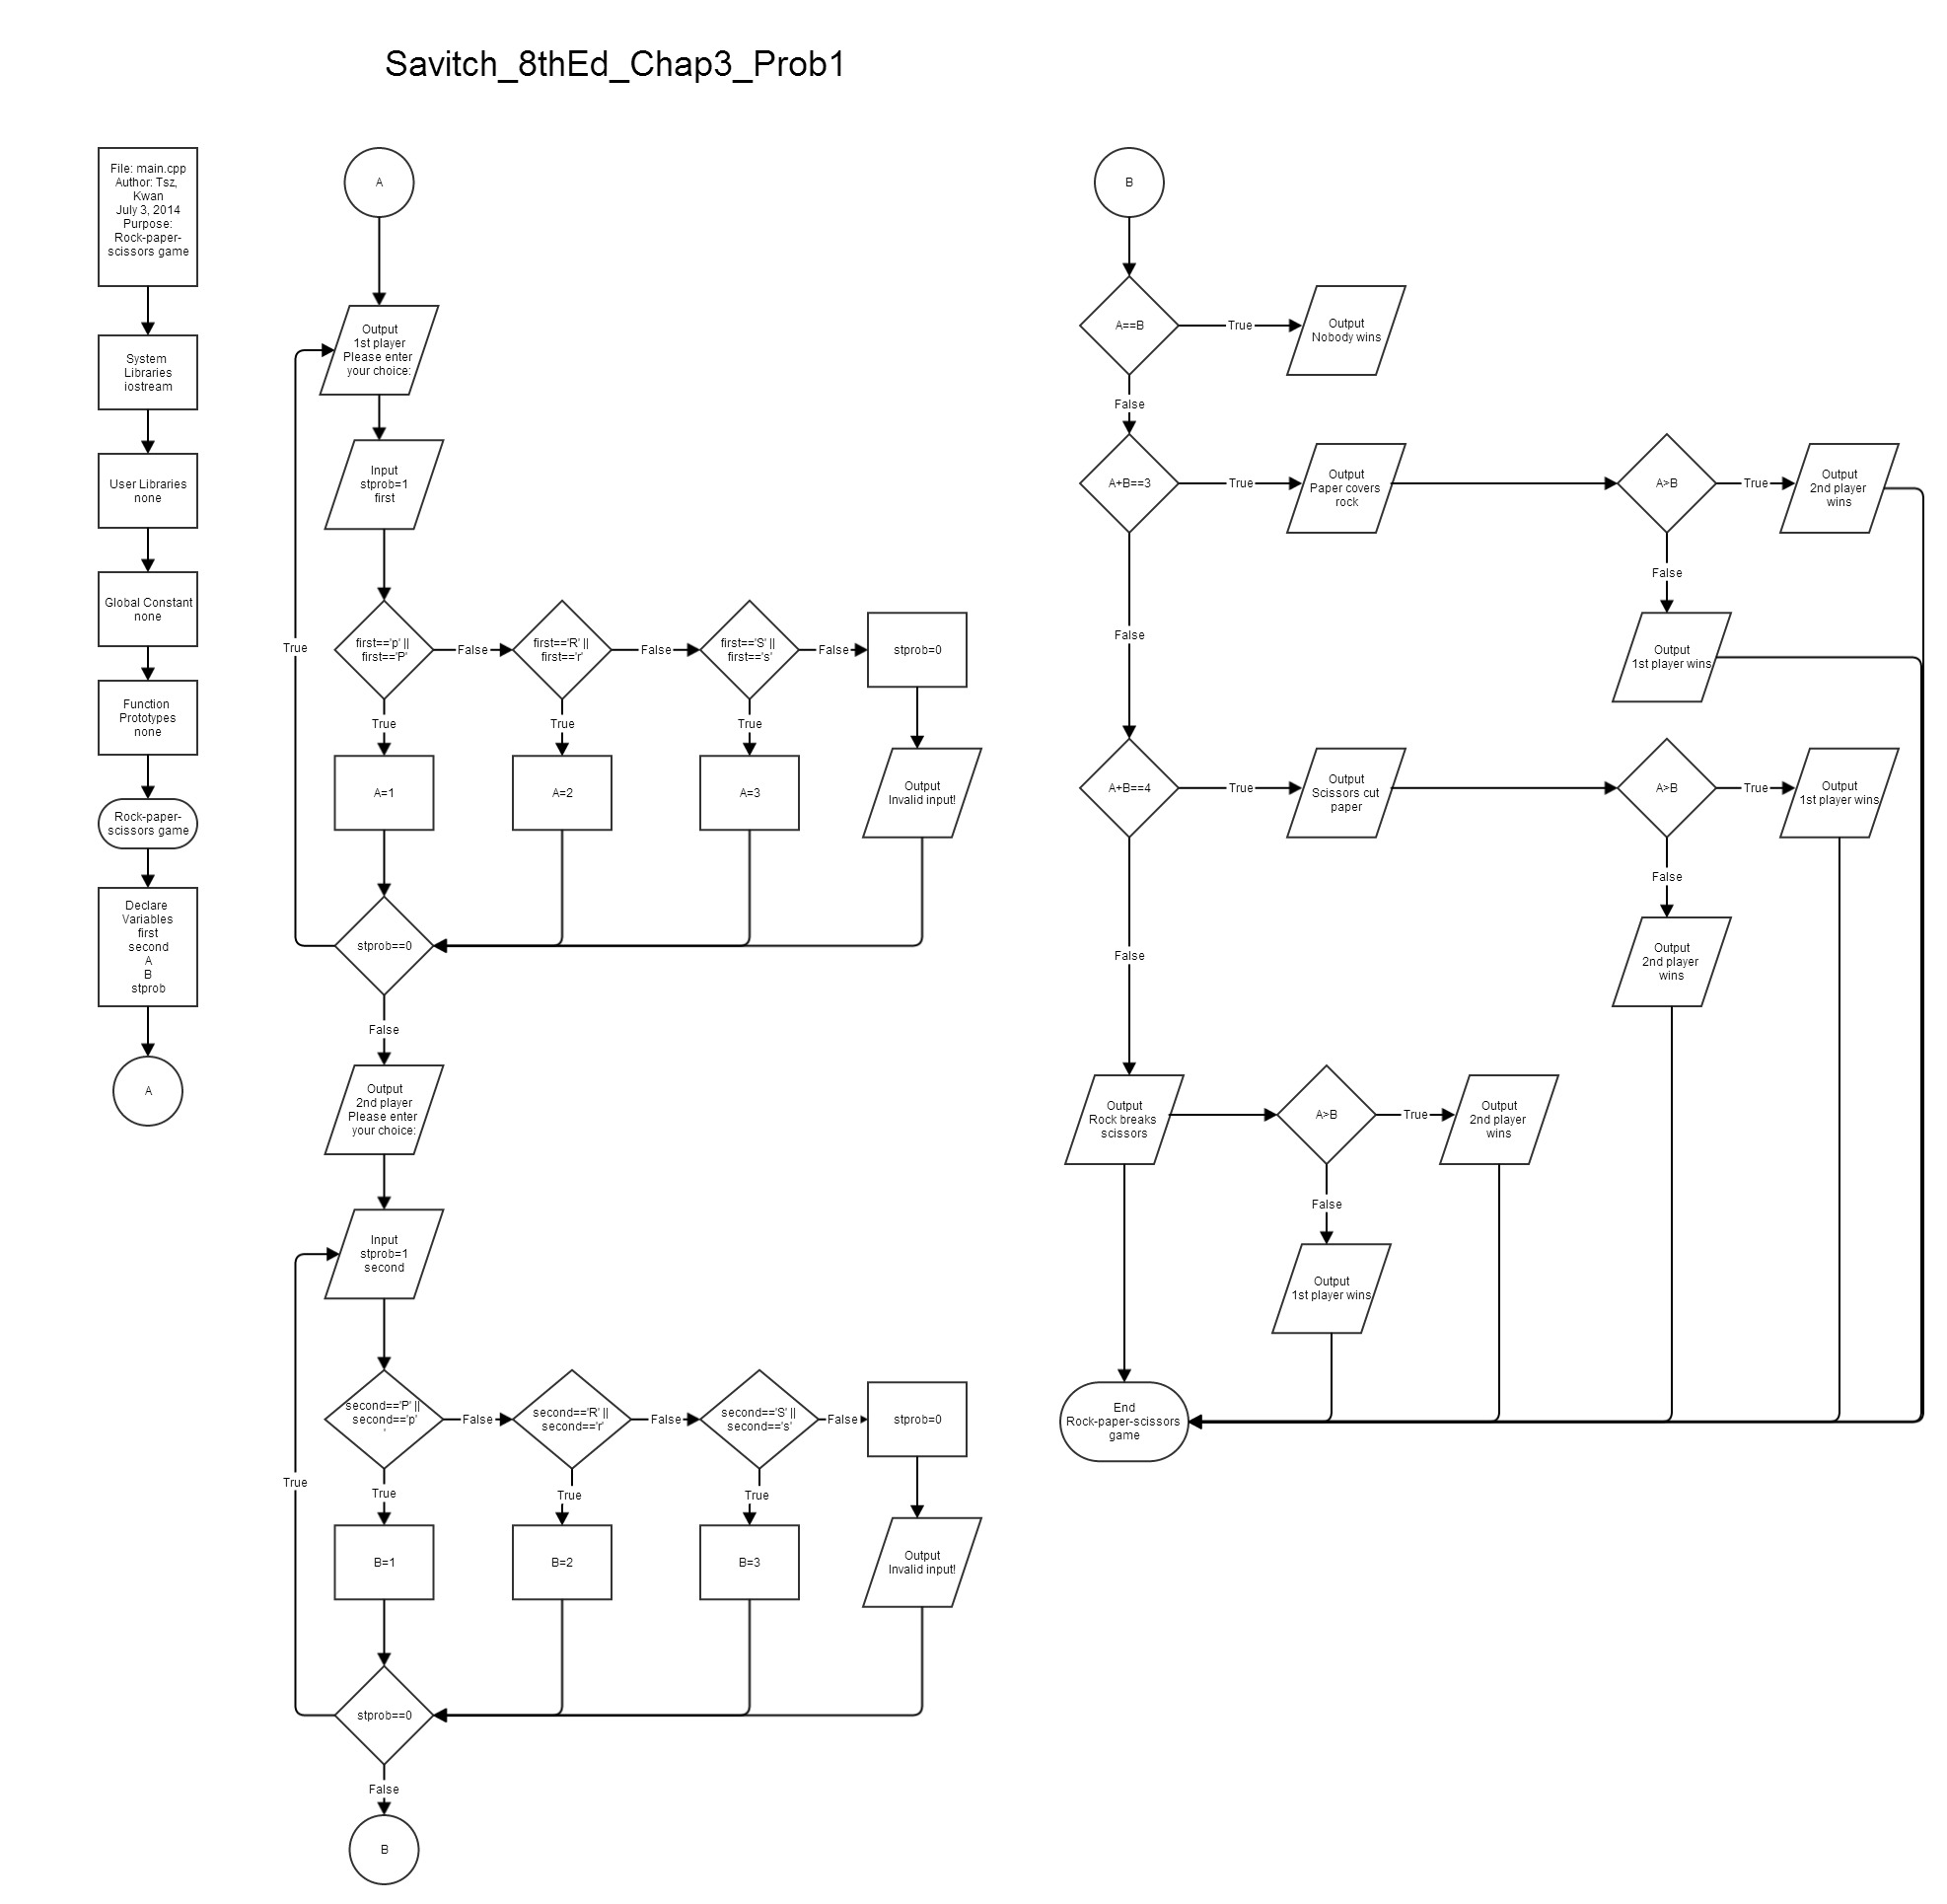 Savitch_8thEd_Chap3_Prob1
File: main.cpp
Author: Tsz,
Kwan
July 3, 2014
Purpose:
Rock-paper-
scissors game
System
Libraries
iostream
User Libraries
none
Global Constant
none
Function
Prototypes
none
Rock-paper-
scissors game
Declare
Variables
first
second
A
B
stprob
A
A
Output
1st player
Please enter
your choice:
Input
stprob=1
first
first=='p' ||
first=='P'
False
first=='R' ||
first=='r'
False
first=='S' ||
first=='s'
False
stprob=0
True
True
True
True
A=1
A=2
A=3
Output
Invalid input!
stprob==0
False
Output
2nd player
Please enter
your choice:
Input
stprob=1
second
second=='P' ||
second=='p'
'
False
second=='R' ||
second=='r'
False
second=='S' ||
second=='s'
False
stprob=0
True
True
True
True
B=1
B=2
B=3
Output
Invalid input!
stprob==0
False
B
B
A==B
True
Output
Nobody wins
False
A+B==3
True
Output
Paper covers
rock
A>B
True
Output
2nd player
wins
False
Output
1st player wins
False
A+B==4
True
Output
Scissors cut
paper
A>B
True
Output
1st player wins
False
Output
2nd player
wins
False
Output
Rock breaks
scissors
A>B
True
Output
2nd player
wins
False
Output
1st player wins
End
Rock-paper-scissors
game